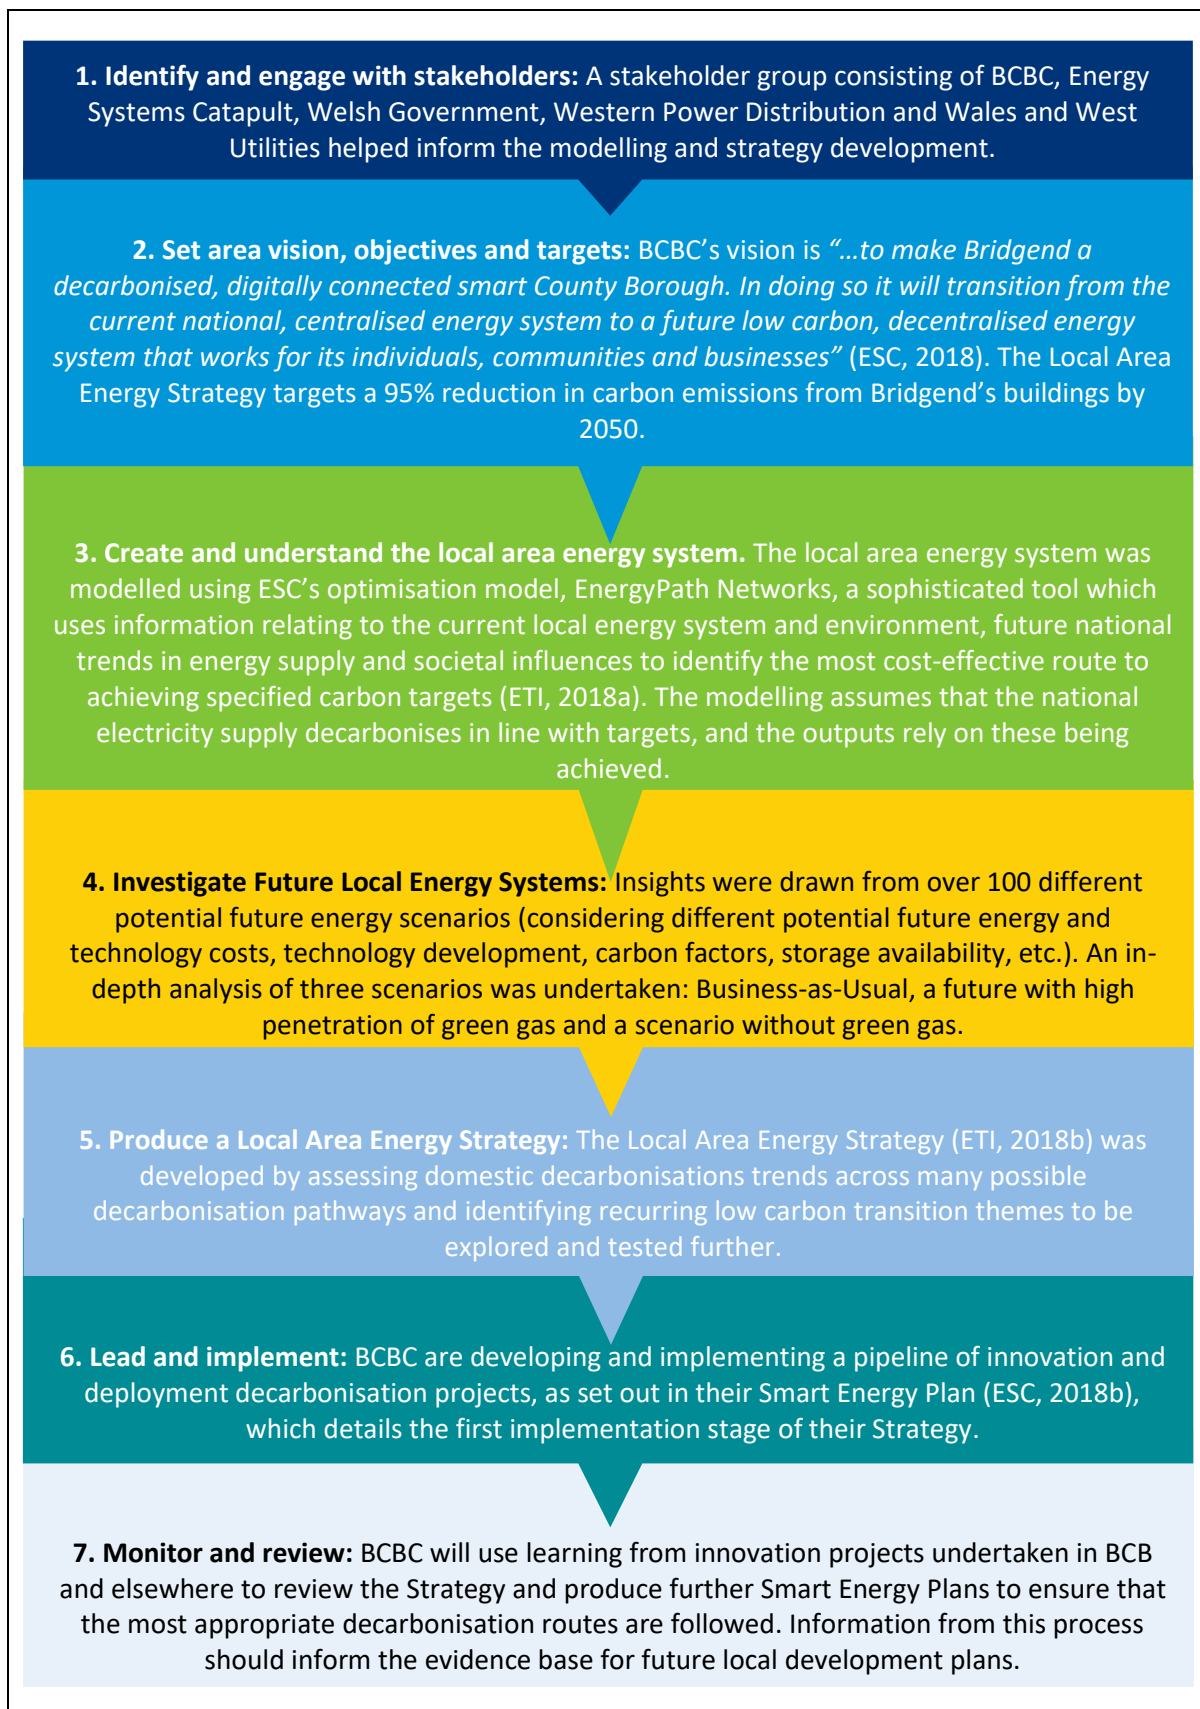 1. Identify and engage with stakeholders: A stakeholder group consisting of BCBC, Energy
Systems Catapult, Welsh Government, Western Power Distribution and Wales and West
Utilities helped inform the modelling and strategy development.
2. Set area vision, objectives and targets: BCBC’s vision is “…to make Bridgend a
decarbonised, digitally connected smart County Borough. In doing so it will transition from the
current national, centralised energy system to a future low carbon, decentralised energy
system that works for its individuals, communities and businesses” (ESC, 2018). The Local Area
Energy Strategy targets a 95% reduction in carbon emissions from Bridgend’s buildings by
2050.
3. Create and understand the local area energy system. The local area energy system was
modelled using ESC’s optimisation model, EnergyPath Networks, a sophisticated tool which
uses information relating to the current local energy system and environment, future national
trends in energy supply and societal influences to identify the most cost-effective route to
achieving specified carbon targets (ETI, 2018a). The modelling assumes that the national
electricity supply decarbonises in line with targets, and the outputs rely on these being
achieved.
4. Investigate Future Local Energy Systems: Insights were drawn from over 100 different
potential future energy scenarios (considering different potential future energy and
technology costs, technology development, carbon factors, storage availability, etc.). An in-
depth analysis of three scenarios was undertaken: Business-as-Usual, a future with high
penetration of green gas and a scenario without green gas.
5. Produce a Local Area Energy Strategy: The Local Area Energy Strategy (ETI, 2018b) was
developed by assessing domestic decarbonisations trends across many possible
decarbonisation pathways and identifying recurring low carbon transition themes to be
explored and tested further.
6. Lead and implement: BCBC are developing and implementing a pipeline of innovation and
deployment decarbonisation projects, as set out in their Smart Energy Plan (ESC, 2018b),
which details the first implementation stage of their Strategy.
7. Monitor and review: BCBC will use learning from innovation projects undertaken in BCB
and elsewhere to review the Strategy and produce further Smart Energy Plans to ensure that
the most appropriate decarbonisation routes are followed. Information from this process
should inform the evidence base for future local development plans.